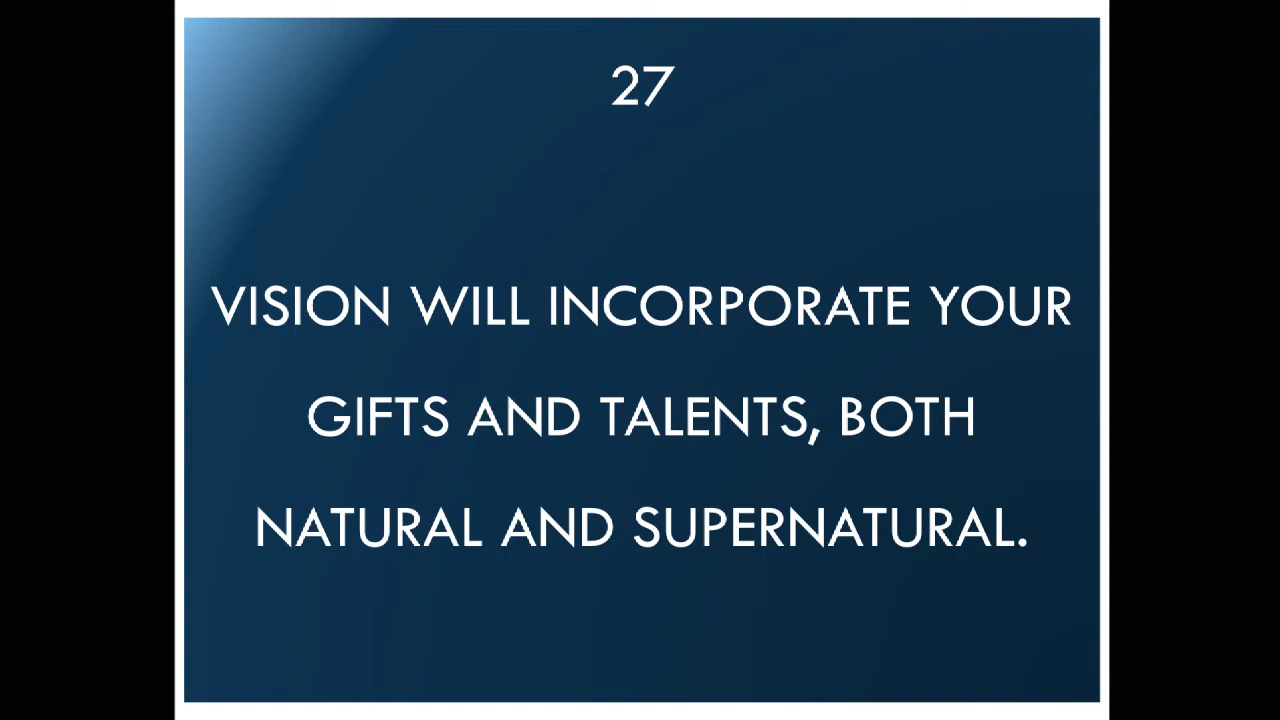 27
VISION WILL INCORPORATE YOUR
GIFTS AND TALENTS, BOTH
NATURAL AND SUPERNATURAL.